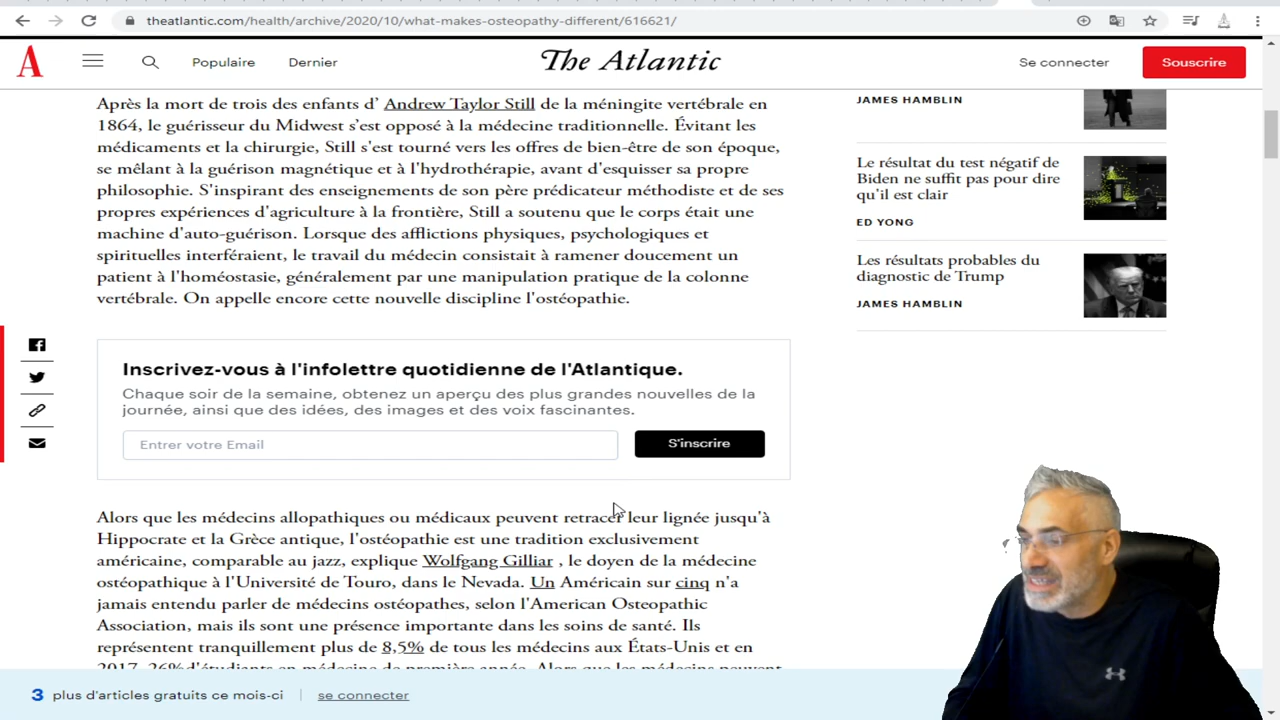 theatlantic.com/health/archive/2020/10/what-makes-osteopathy-different/616621/
A
Populaire
Dernier
The Atlantic
Se connecter
Souscrire
Après la mort de trois des enfants d' Andrew Taylor Still de la méningite vertébrale en
1864, le guérisseur du Midwest s'est opposé à la médecine traditionnelle. Évitant les
médicaments et la chirurgie, Still s'est tourné vers les offres de bien-être de son époque,
se mêlant à la guérison magnétique et à l'hydrothérapie, avant d'esquisser sa propre
philosophie. S'inspirant des enseignements de son père prédicateur méthodiste et de ses
propres expériences d'agriculture à la frontière, Still a soutenu que le corps était une
machine d'auto-guérison. Lorsque des afflictions physiques, psychologiques et
spirituelles interféraient, le travail du médecin consistait à ramener doucement un
patient à l'homéostasie, généralement par une manipulation pratique de la colonne
vertébrale. On appelle encore cette nouvelle discipline l'ostéopathie.
Inscrivez-vous à l'infolettre quotidienne de l'Atlantique.
Chaque soir de la semaine, obtenez un aperçu des plus grandes nouvelles de la
journée, ainsi que des idées, des images et des voix fascinantes.
Entrer votre Email
S'inscrire
Alors que les médecins allopathiques ou médicaux peuvent retracer leur lignée jusqu'à
Hippocrate et la Grèce antique, l'ostéopathie est une tradition exclusivement
américaine, comparable au jazz, explique Wolfgang Gilliar , le doyen de la médecine
ostéopathique à l'Université de Touro, dans le Nevada. Un Américain sur cinq n'a
jamais entendu parler de médecins ostéopathes, selon l'American Osteopathic
Association, mais ils sont une présence importante dans les soins de santé. Ils
représentent tranquillement plus de 8,5% de tous les médecins aux États-Unis et en
2017, 26% d'étudiants en médecine de première année. Alors que les médecins peuvent
JAMES HAMBLIN
Le résultat du test négatif de
Biden ne suffit pas pour dire
qu'il est clair
ED YONG
Les résultats probables du
diagnostic de Trump
JAMES HAMBLIN
3 plus d'articles gratuits ce mois-ci
se connecter